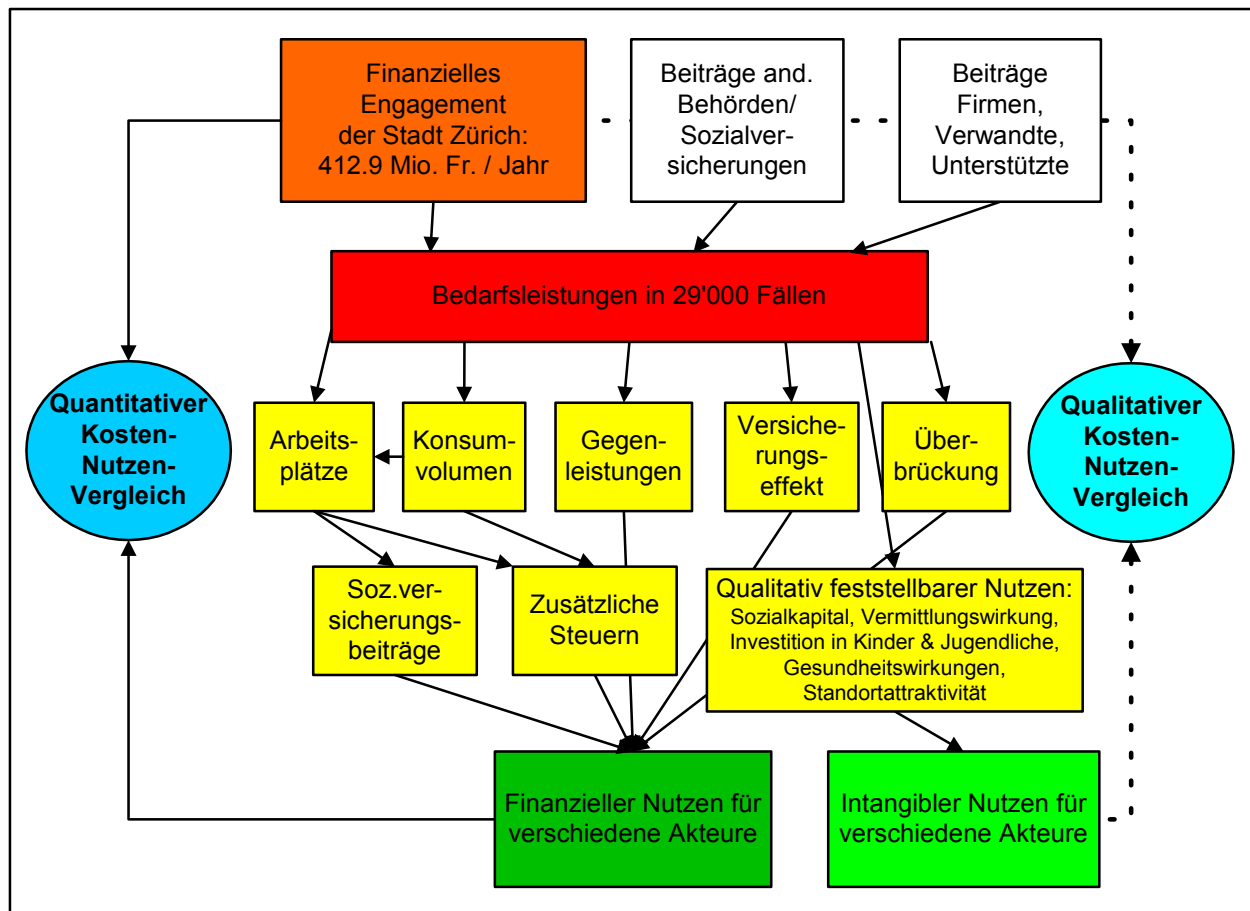 Finanzielles
Engagement
der Stadt Zürich:
412.9 Mio. Fr. / Jahr
Beiträge and.
Behörden/
Sozialver-
sicherungen
Beiträge
Firmen,
Verwandte,
Unterstützte
Bedarfsleistungen in 29'000 Fällen
Quantitativer
Kosten-
Nutzen-
Vergleich
Arbeits-
plätze
Konsum-
volumen
Gegen-
leistungen
Versiche-
rungs-
effekt
Über-
brückung
Qualitativer
Kosten-
Nutzen-
Vergleich
Soz.ver-
sicherungs-
beiträge
Zusätzliche
Steuern
Qualitativ feststellbarer Nutzen:
Sozialkapital, Vermittlungswirkung,
Investition in Kinder & Jugendliche,
Gesundheitswirkungen,
Standortattraktivität
Finanzieller Nutzen für
verschiedene Akteure
Intangibler Nutzen für
verschiedene Akteure